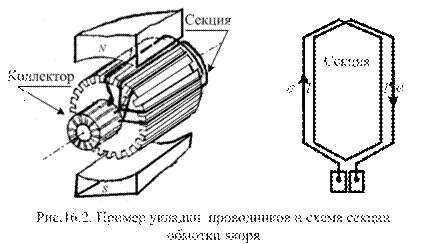 Секция
N
Коллектор
Секция
e i
i e
S
Рис.16.2. Пример укладки проводников и схема секции
обмотки якоря